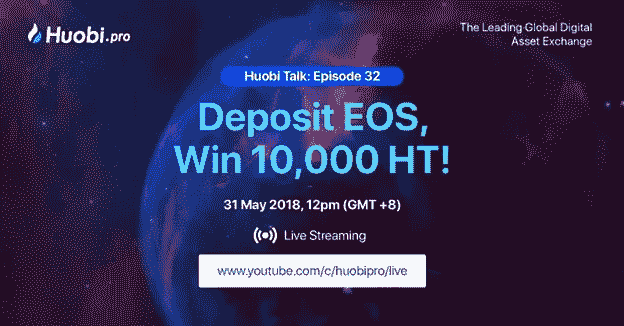 Huobi.pro
The Leading Global Digital
Asset Exchange
Huobi Talk: Episode 32
Deposit EOS,
Win 10,000 HT!
31 May 2018, 12pm (GMT +8)
Live Streaming
www.youtube.com/c/huobipro/live